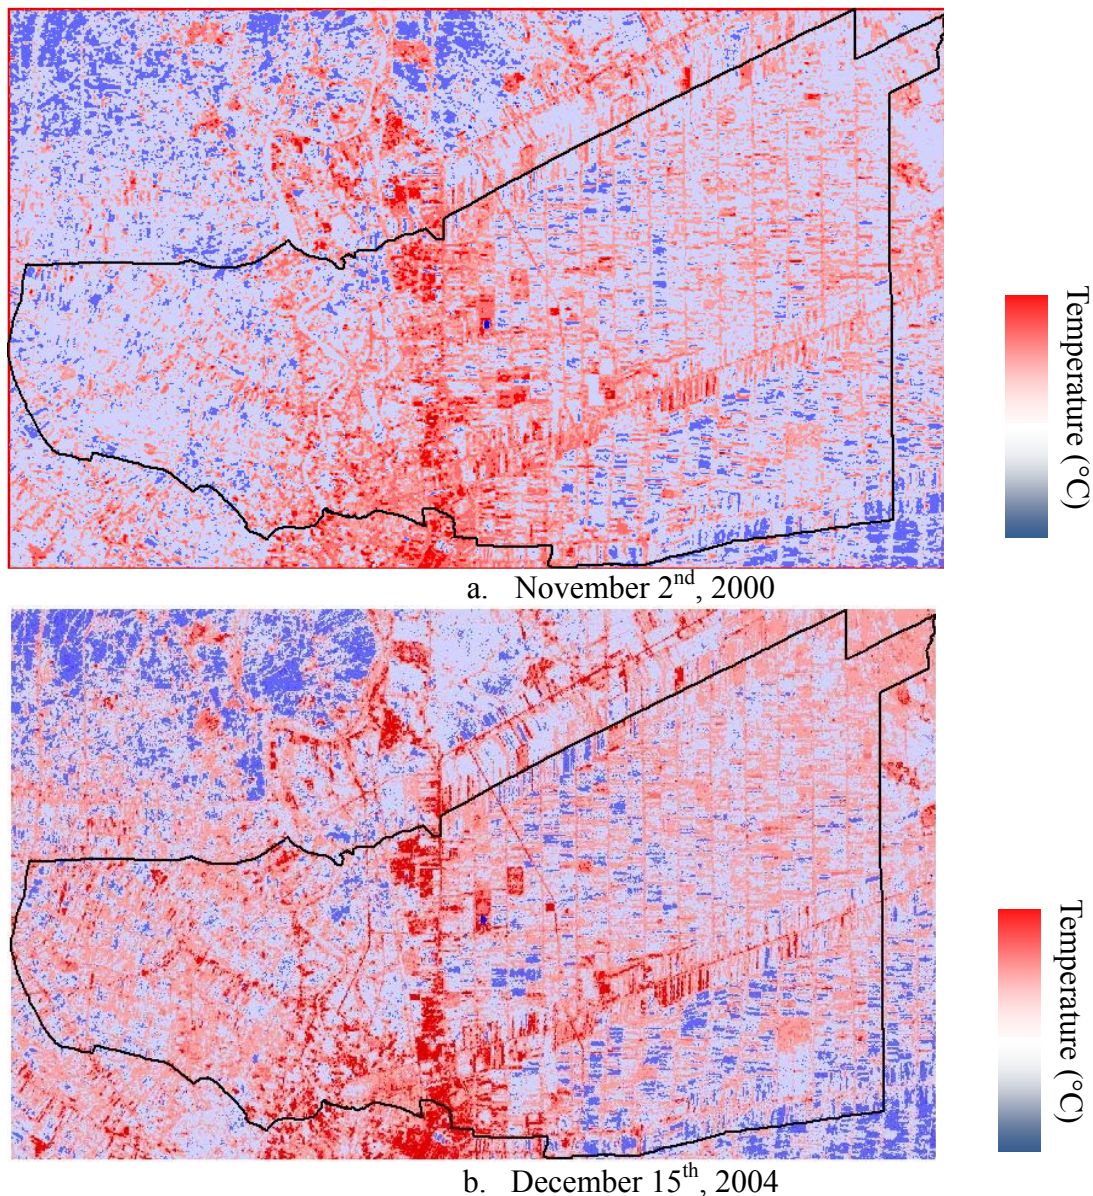 Temperature (°C)
a. November 2nd, 2000
Temperature (°C)
b. December 15th, 2004